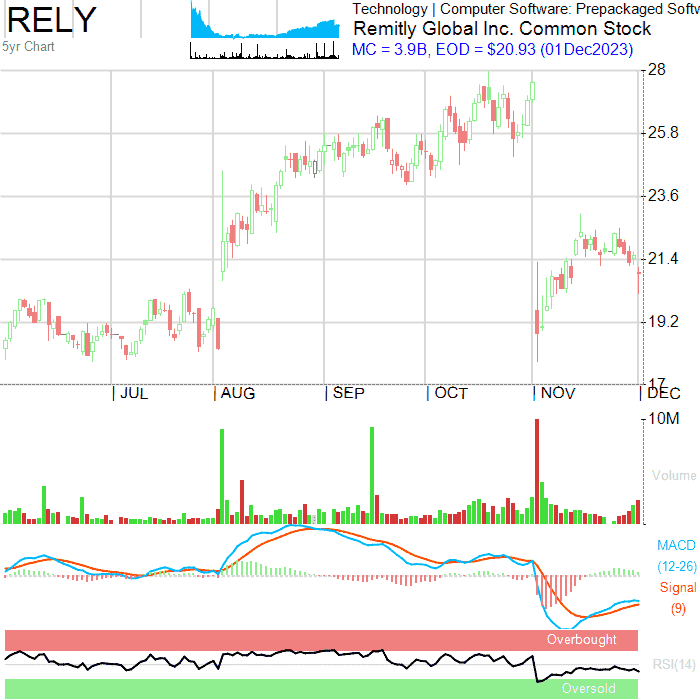 RELY
5yr Chart
Technology | Computer Software: Prepackaged Softw
Remitly Global Inc. Common Stock
MC = 3.9B, EOD = $20.93 (01Dec2023)
28
25.8
23.6
21.4
19.2
17
JUL
AUG
SEP
OCT
NOV
DEC
10M
Volume
MACD
(12-26)
Signal
(9)
Overbought
RSI(14)
Oversold